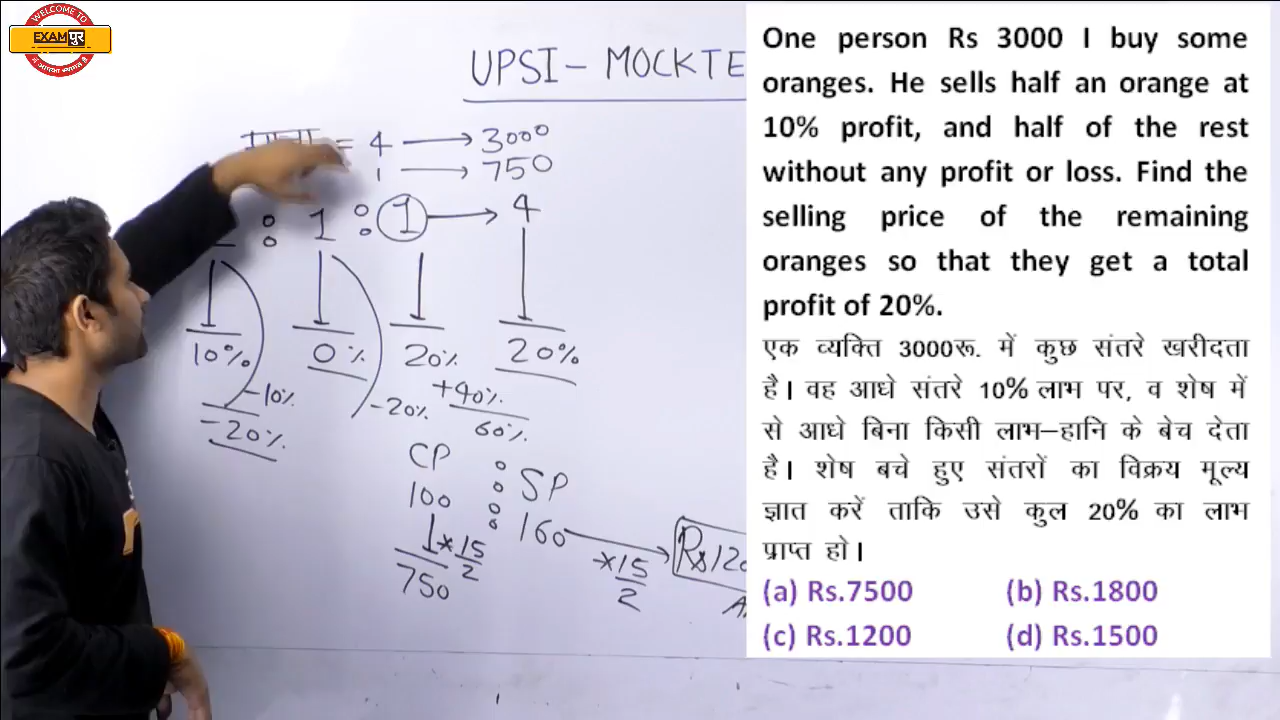 WELCOME TO
EXAMपुर
UPSI - MOCKTE
= 4 → 3000
1 → 750
: 1 : 1 → 4
10% 0% 20% 20%
-10% -20% +40%
-20% 60%
CP : SP
100 : 160 → Rs120
*15/2 *15/2
750 A
One person Rs 3000 I buy some
oranges. He sells half an orange at
10% profit, and half of the rest
without any profit or loss. Find the
selling price of the remaining
oranges so that they get a total
profit of 20%.
एक व्यक्ति 3000रू. में कुछ संतरे खरीदता
है। वह आधे संतरे 10% लाभ पर, व शेष में
से आधे बिना किसी लाभ–हानि के बेच देता
है। शेष बचे हुए संतरों का विक्रय मूल्य
ज्ञात करें ताकि उसे कुल 20% का लाभ
प्राप्त हो।
(a) Rs.7500 (b) Rs.1800
(c) Rs.1200 (d) Rs.1500